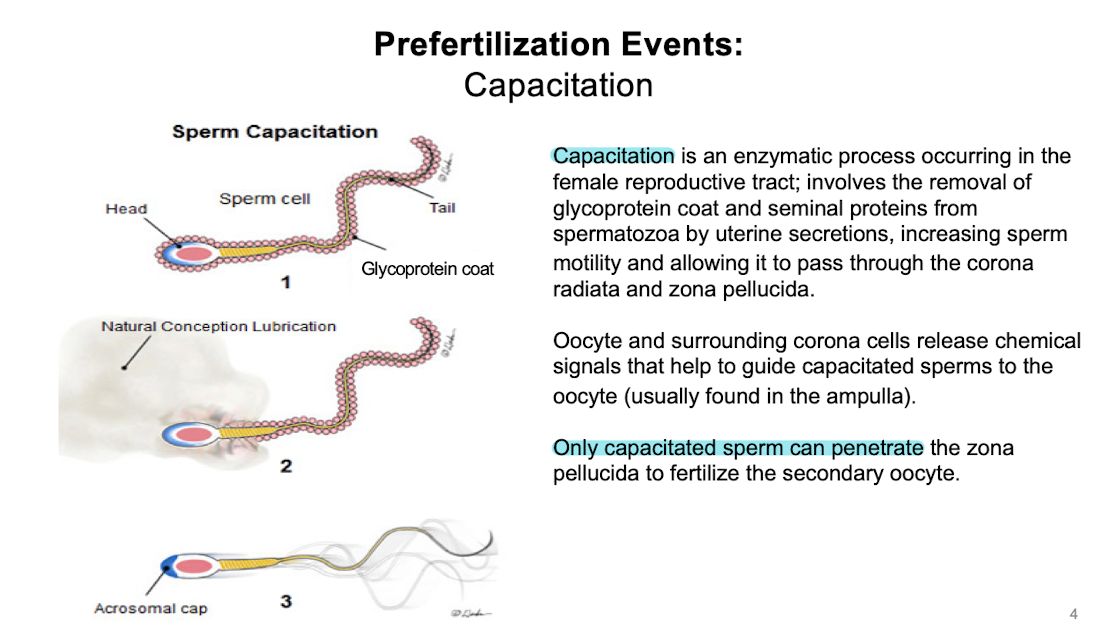 Prefertilization Events:
Capacitation
Sperm Capacitation
Head
Sperm cell
Tail
Glycoprotein coat
1
Natural Conception Lubrication
2
Acrosomal cap
3
Capacitation is an enzymatic process occurring in the
female reproductive tract; involves the removal of
glycoprotein coat and seminal proteins from
spermatozoa by uterine secretions, increasing sperm
motility and allowing it to pass through the corona
radiata and zona pellucida.
Oocyte and surrounding corona cells release chemical
signals that help to guide capacitated sperms to the
oocyte (usually found in the ampulla).
Only capacitated sperm can penetrate the zona
pellucida to fertilize the secondary oocyte.
4